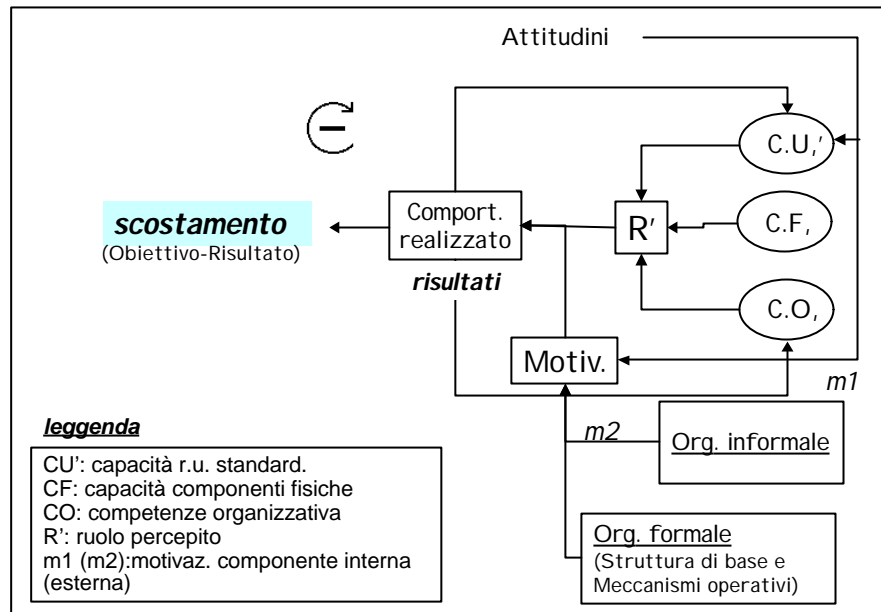 Attitudini
C.U,'
scostamento
(Obiettivo-Risultato)
Comport.
realizzato
R'
C.F,
risultati
C.O,
Motiv.
m1
leggenda
m2
Org. informale
CU’: capacità r.u. standard.
CF: capacità componenti fisiche
CO: competenze organizzativa
R’: ruolo percepito
m1 (m2):motivaz. componente interna
(esterna)
Org. formale
(Struttura di base e
Meccanismi operativi)